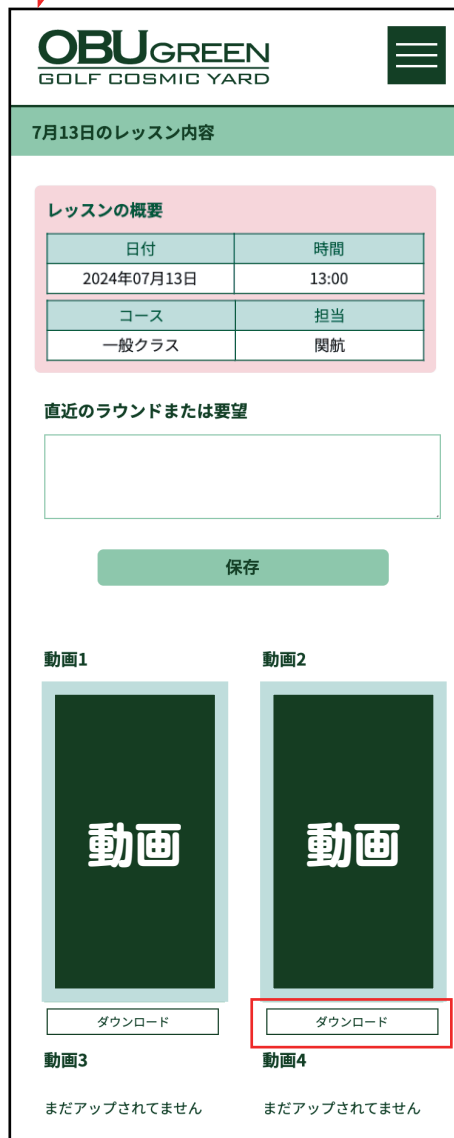 OBUGREEN
GOLF COSMIC YARD
7月13日のレッスン内容
レッスンの概要
日付 時間
2024年07月13日 13:00
コース 担当
一般クラス 関航
直近のラウンドまたは要望
保存
動画1 動画2
動画 動画
ダウンロード ダウンロード
動画3 動画4
まだアップされてません まだアップされてません